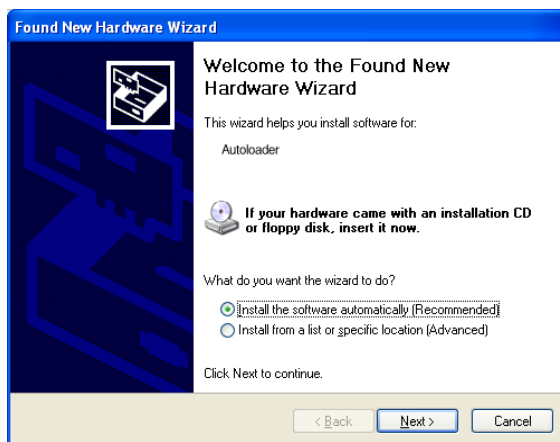 Found New Hardware Wizard
Welcome to the Found New
Hardware Wizard
This wizard helps you install software for:
Autoloader
If your hardware came with an installation CD
or floppy disk, insert it now.
What do you want the wizard to do?
Install the software automatically (Recommended)
Install from a list or specific location (Advanced)
Click Next to continue.
< Back
Next >
Cancel